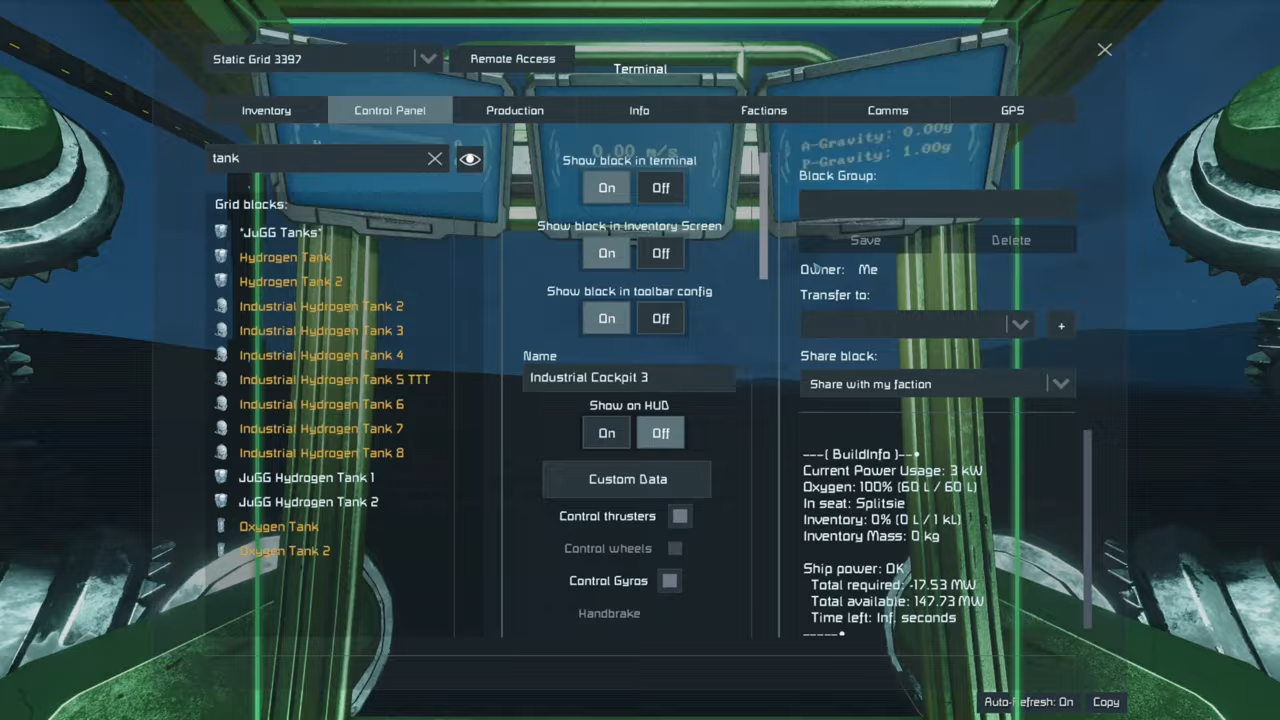 Static Grid 3397
Remote Access
Terminal
Inventory
Control Panel
Production
Info
Factions
Comms
GPS
tank
Grid blocks:
*JuGG Tanks*
Hydrogen Tank
Hydrogen Tank 2
Industrial Hydrogen Tank 2
Industrial Hydrogen Tank 3
Industrial Hydrogen Tank 4
Industrial Hydrogen Tank 5 TTT
Industrial Hydrogen Tank 6
Industrial Hydrogen Tank 7
Industrial Hydrogen Tank 8
JuGG Hydrogen Tank 1
JuGG Hydrogen Tank 2
Oxygen Tank
Oxygen Tank 2
Show block in terminal
On Off
Show block in Inventory Screen
On Off
Show block in toolbar config
On Off
Name
Industrial Cockpit 3
Show on HUD
On Off
Custom Data
Control thrusters
Control wheels
Control Gyros
Handbrake
0.00 m/s
A-Gravity: 0.00g
P-Gravity: 1.00g
Block Group:
Save Delete
Owner: Me
Transfer to:
+
Share block:
Share with my faction
---( BuildInfo )--•
Current Power Usage: 3 kW
Oxygen: 100% (60 L / 60 L)
In seat: Splitsie
Inventory: 0% (0 L / 1 kL)
Inventory Mass: 0 kg
Ship power: OK
Total required: -17.53 MW
Total available: 147.73 MW
Time left: Inf. seconds
-----•
Auto-Refresh: On
Copy